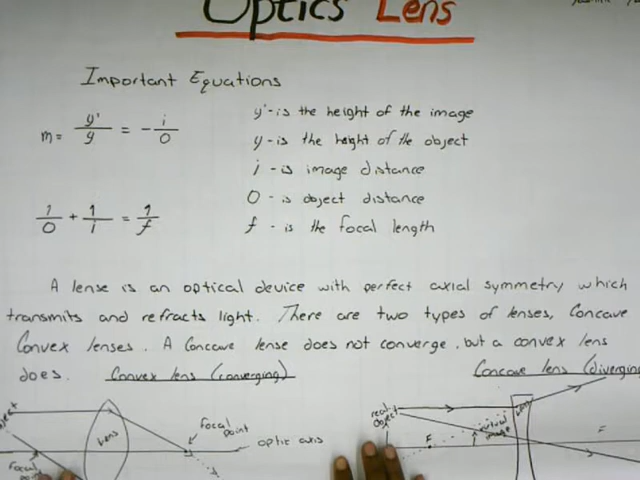 Optics Lens
Important Equations
m = y'/y = - i/O
y' - is the height of the image
y - is the height of the object
i - is image distance
O - is object distance
1/O + 1/i = 1/f
f - is the focal length
A lense is an optical device with perfect axial symmetry which
transmits and refracts light. There are two types of lenses, Concave
Convex lenses. A Concave lense does not converge, but a convex lens
does. Convex lens (converging) Concave lens (diverging
Lens
focal point
optic axis
focal
real object
virtual image
F
Lens
F